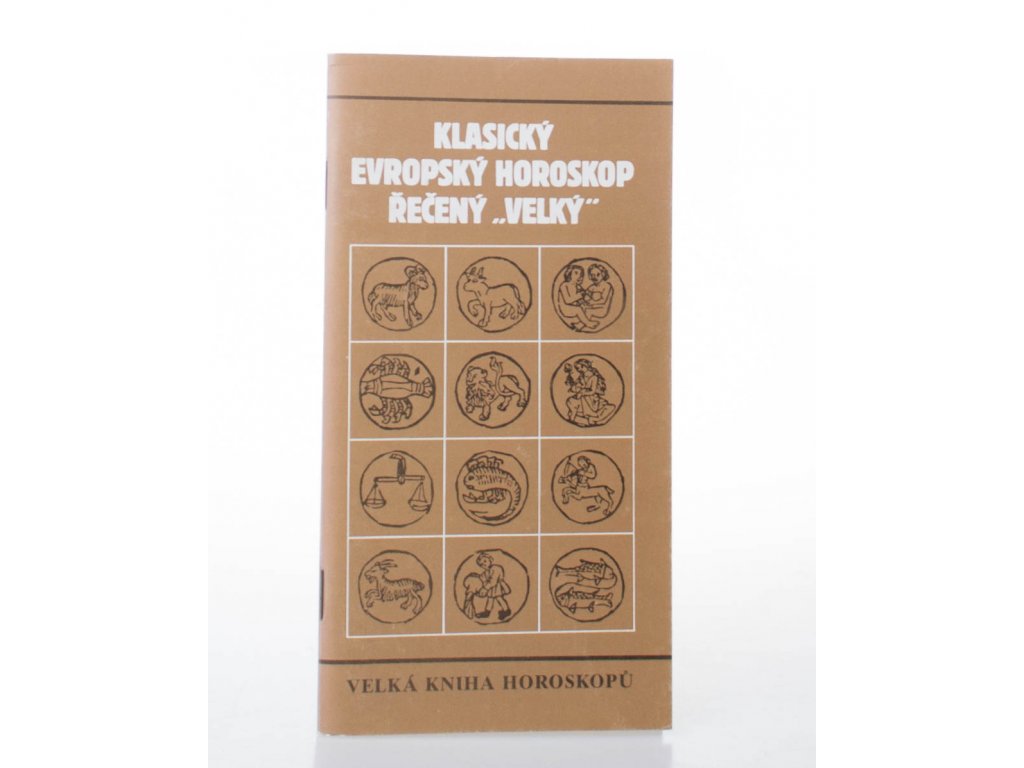 KLASICKÝ
EVROPSKÝ HOROSKOP
ŘEČENÝ „VELKÝ"
VELKÁ KNIHA HOROSKOPŮ